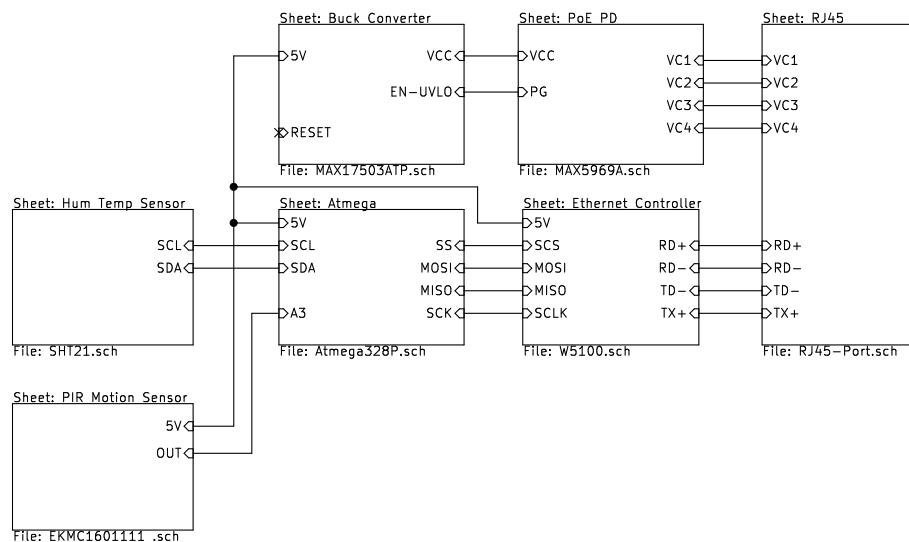 Sheet: Buck Converter
5V
VCC
EN-UVLO
RESET
File: MAX17503ATP.sch
Sheet: PoE PD
VCC
PG
VC1
VC2
VC3
VC4
File: MAX5969A.sch
Sheet: RJ45
VC1
VC2
VC3
VC4
RD+
RD-
TD-
TX+
File: RJ45-Port.sch
Sheet: Hum Temp Sensor
SCL
SDA
File: SHT21.sch
Sheet: Atmega
5V
SCL
SDA
A3
SS
MOSI
MISO
SCK
File: Atmega328P.sch
Sheet: Ethernet Controller
5V
SCS
MOSI
MISO
SCLK
RD+
RD-
TD-
TX+
File: W5100.sch
Sheet: PIR Motion Sensor
5V
OUT
File: EKMC1601111 .sch